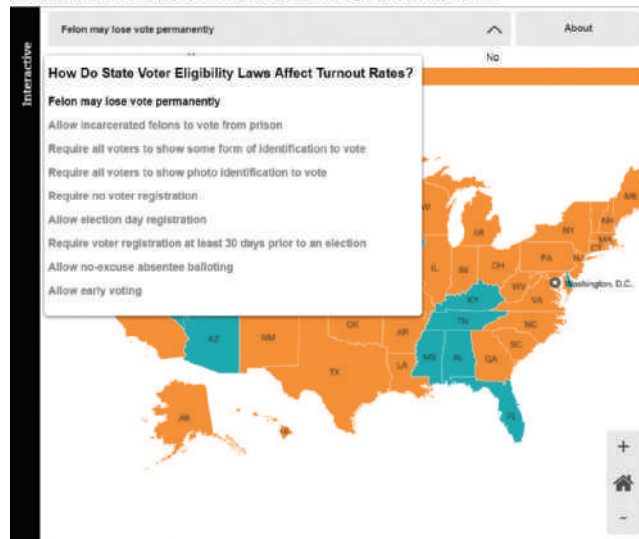 Felon may lose vote permanently
About
Interactive
No
How Do State Voter Eligibility Laws Affect Turnout Rates?
Felon may lose vote permanently
Allow incarcerated felons to vote from prison
Require all voters to show some form of identification to vote
Require all voters to show photo identification to vote
Require no voter registration
Allow election day registration
Require voter registration at least 30 days prior to an election
Allow no-excuse absentee balloting
Allow early voting
ME
WI
MI
NH
NY
MA
CT
IL
IN
OH
PA
NJ
WV
VA
Washington, D.C.
KY
AZ
NM
OK
AR
TN
NC
SC
TX
LA
MS
AL
GA
FL
AK
+
-